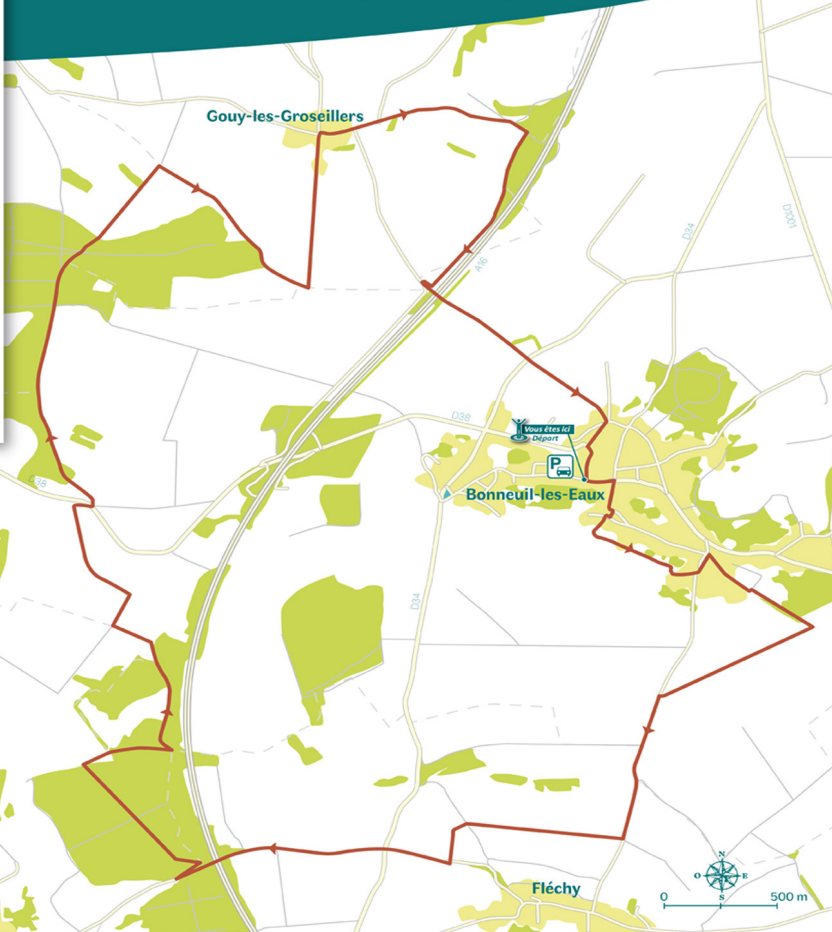 Gouy-les-Groseillers
D1001
D34
A16
D38
Vous êtes ici
Départ
P
Bonneuil-les-Eaux
D38
D34
N
O E
S
0 500 m
Fléchy